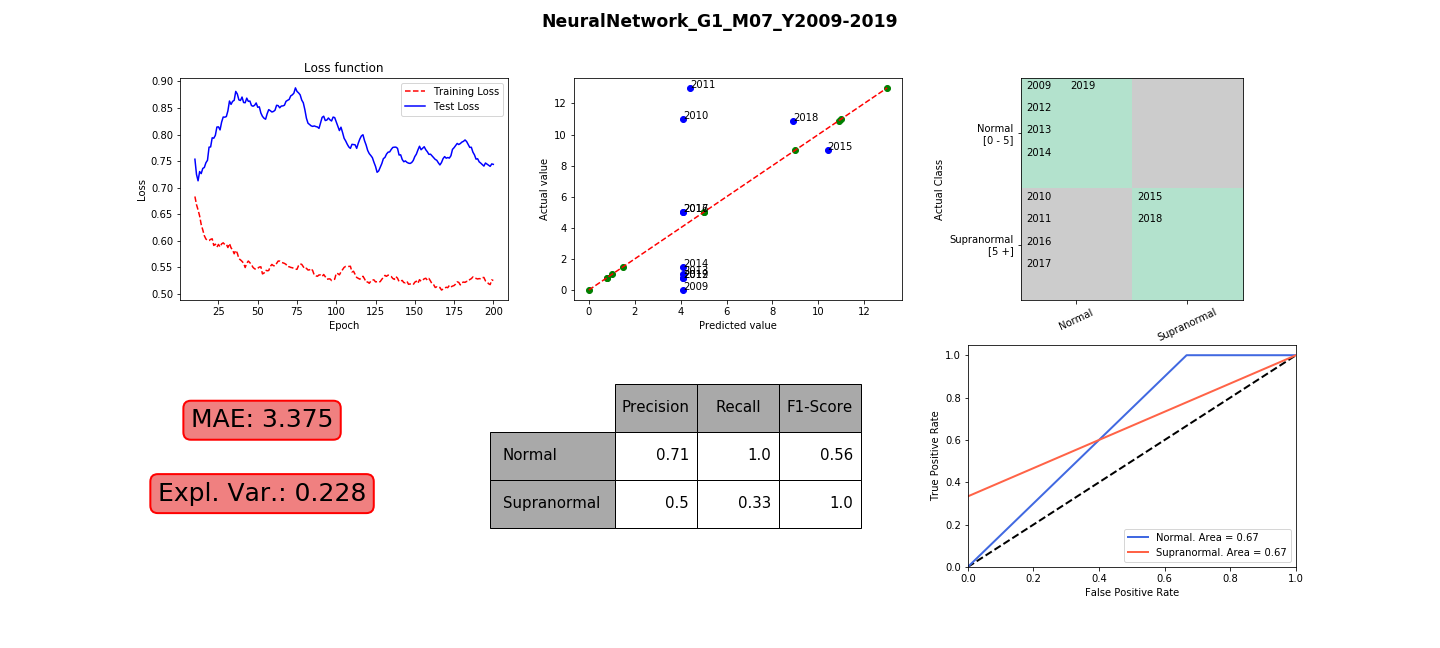 NeuralNetwork_G1_M07_Y2009-2019
Loss function
0.90
0.85
0.80
0.75
0.70
0.65
0.60
0.55
0.50
Loss
Training Loss
Test Loss
25
50
75
100
125
150
175
200
Epoch
12
10
8
6
4
2
0
Actual value
2011
2010
2018
2015
2017
2014
2009
0
2
4
6
8
10
12
Predicted value
Actual Class
Normal
[0 - 5]
Supranormal
[5 +]
2009 2019
2012
2013
2014
2010
2011
2016
2017
2015
2018
Normal
Supranormal
MAE: 3.375
Expl. Var.: 0.228
Precision Recall F1-Score
Normal 0.71 1.0 0.56
Supranormal 0.5 0.33 1.0
1.0
0.8
0.6
0.4
0.2
0.0
True Positive Rate
Normal. Area = 0.67
Supranormal. Area = 0.67
0.0
0.2
0.4
0.6
0.8
1.0
False Positive Rate